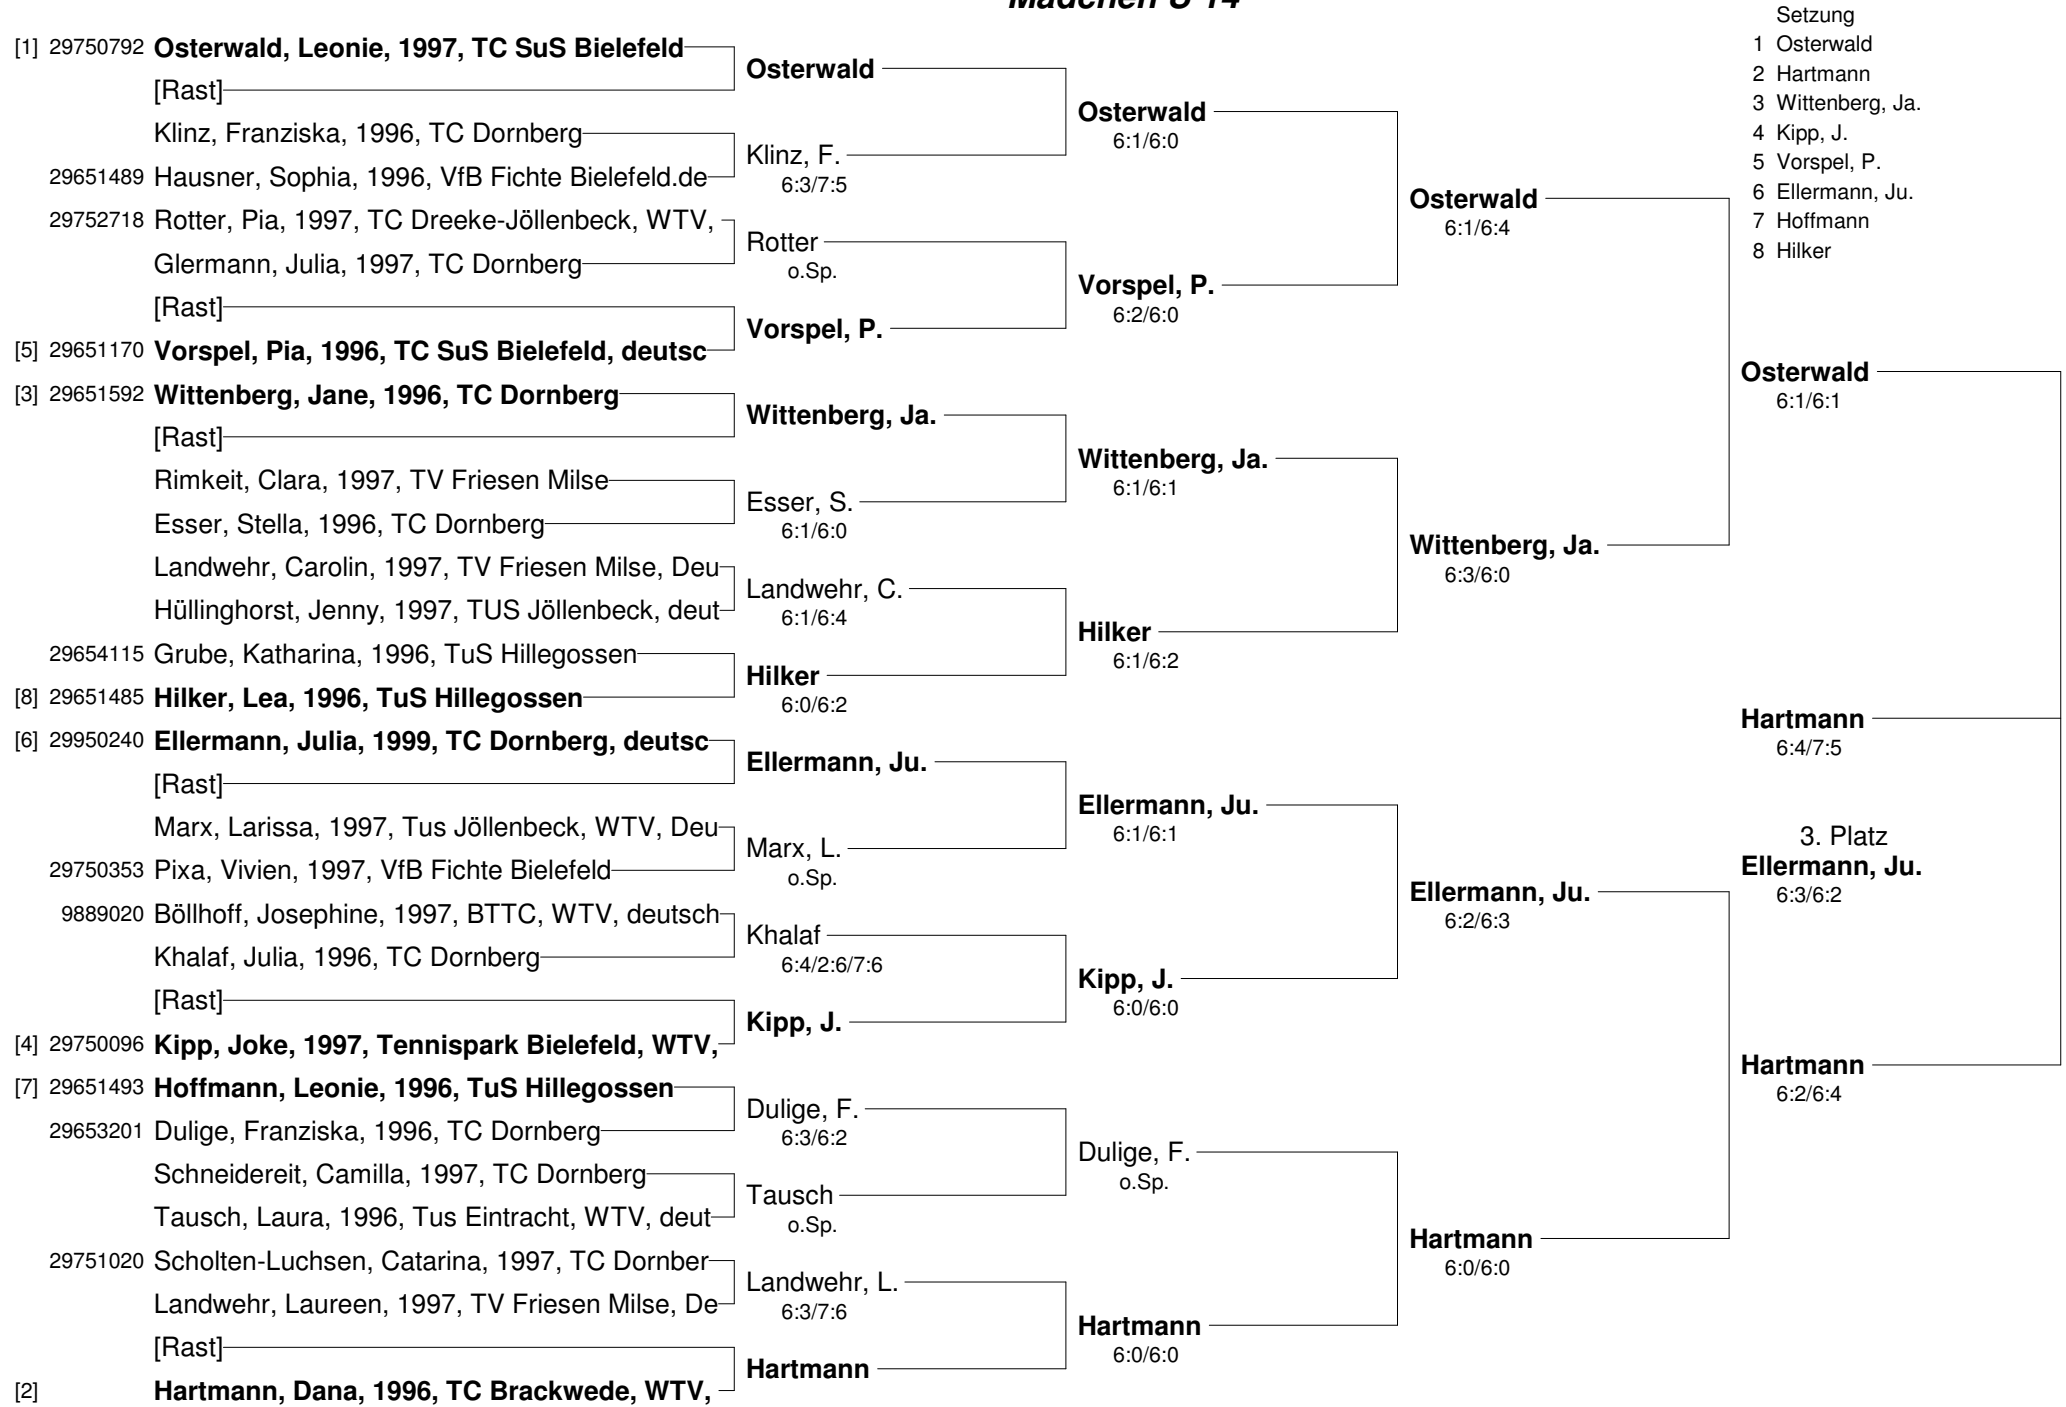 Mädchen U 14
Setzung
1 Osterwald
2 Hartmann
3 Wittenberg, Ja.
4 Kipp, J.
5 Vorspel, P.
6 Ellermann, Ju.
7 Hoffmann
8 Hilker
[1] 29750792 Osterwald, Leonie, 1997, TC SuS Bielefeld
[Rast]
Klinz, Franziska, 1996, TC Dornberg
29651489 Hausner, Sophia, 1996, VfB Fichte Bielefeld.de
29752718 Rotter, Pia, 1997, TC Dreeke-Jöllenbeck, WTV,
Glermann, Julia, 1997, TC Dornberg
[Rast]
[5] 29651170 Vorspel, Pia, 1996, TC SuS Bielefeld, deutsc
[3] 29651592 Wittenberg, Jane, 1996, TC Dornberg
[Rast]
Rimkeit, Clara, 1997, TV Friesen Milse
Esser, Stella, 1996, TC Dornberg
Landwehr, Carolin, 1997, TV Friesen Milse, Deu
Hüllinghorst, Jenny, 1997, TUS Jöllenbeck, deut
29654115 Grube, Katharina, 1996, TuS Hillegossen
[8] 29651485 Hilker, Lea, 1996, TuS Hillegossen
[6] 29950240 Ellermann, Julia, 1999, TC Dornberg, deutsc
[Rast]
Marx, Larissa, 1997, Tus Jöllenbeck, WTV, Deu
29750353 Pixa, Vivien, 1997, VfB Fichte Bielefeld
9889020 Böllhoff, Josephine, 1997, BTTC, WTV, deutsch
Khalaf, Julia, 1996, TC Dornberg
[Rast]
[4] 29750096 Kipp, Joke, 1997, Tennispark Bielefeld, WTV,
[7] 29651493 Hoffmann, Leonie, 1996, TuS Hillegossen
29653201 Dulige, Franziska, 1996, TC Dornberg
Schneidereit, Camilla, 1997, TC Dornberg
Tausch, Laura, 1996, Tus Eintracht, WTV, deut
29751020 Scholten-Luchsen, Catarina, 1997, TC Dornber
Landwehr, Laureen, 1997, TV Friesen Milse, De
[Rast]
[2] Hartmann, Dana, 1996, TC Brackwede, WTV,
Osterwald
Klinz, F.
6:3/7:5
Rotter
o.Sp.
Vorspel, P.
Wittenberg, Ja.
Esser, S.
6:1/6:0
Landwehr, C.
6:1/6:4
Hilker
6:0/6:2
Ellermann, Ju.
Marx, L.
o.Sp.
Khalaf
6:4/2:6/7:6
Kipp, J.
Dulige, F.
6:3/6:2
Tausch
o.Sp.
Landwehr, L.
6:3/7:6
Hartmann
Osterwald
6:1/6:0
Vorspel, P.
6:2/6:0
Wittenberg, Ja.
6:1/6:1
Hilker
6:1/6:2
Ellermann, Ju.
6:1/6:1
Kipp, J.
6:0/6:0
Dulige, F.
o.Sp.
Hartmann
6:0/6:0
Osterwald
6:1/6:4
Wittenberg, Ja.
6:3/6:0
Ellermann, Ju.
6:2/6:3
Hartmann
6:0/6:0
Osterwald
6:1/6:1
Hartmann
6:4/7:5
3. Platz
Ellermann, Ju.
6:3/6:2
Hartmann
6:2/6:4